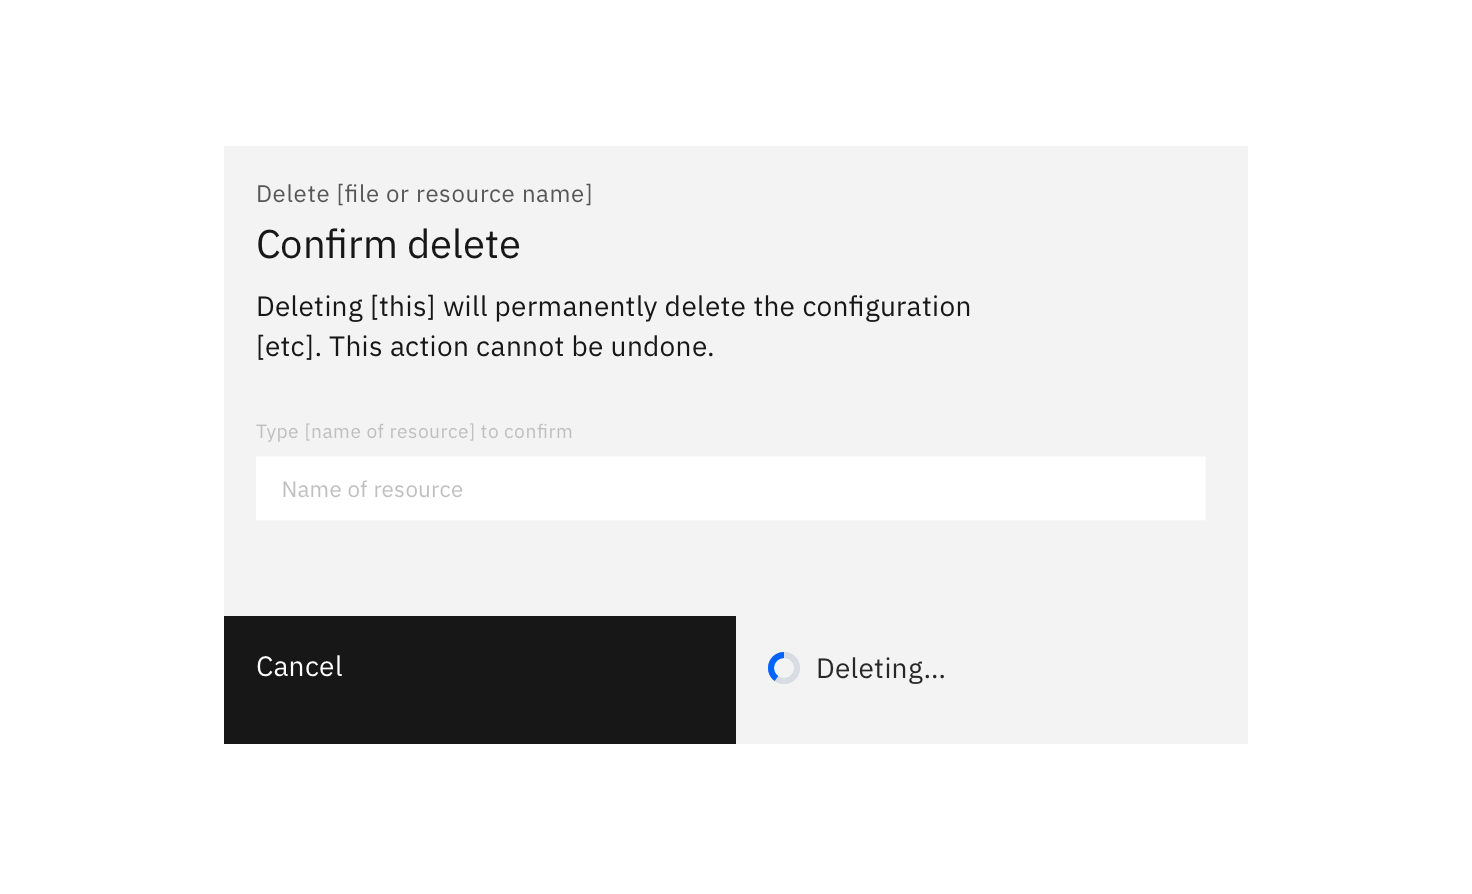 Delete [file or resource name]
Confirm delete
Deleting [this] will permanently delete the configuration
[etc]. This action cannot be undone.
Type [name of resource] to confirm
Name of resource
Cancel
Deleting...